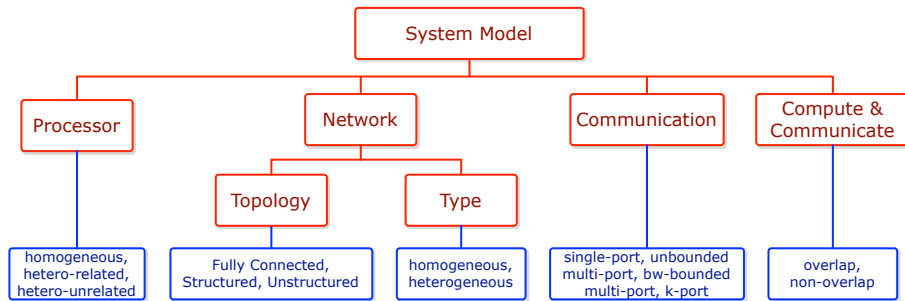 System Model
Processor
Network
Communication
Compute &
Communicate
Topology
Type
homogeneous,
hetero-related,
hetero-unrelated
Fully Connected,
Structured, Unstructured
homogeneous,
heterogeneous
single-port, unbounded
multi-port, bw-bounded
multi-port, k-port
overlap,
non-overlap